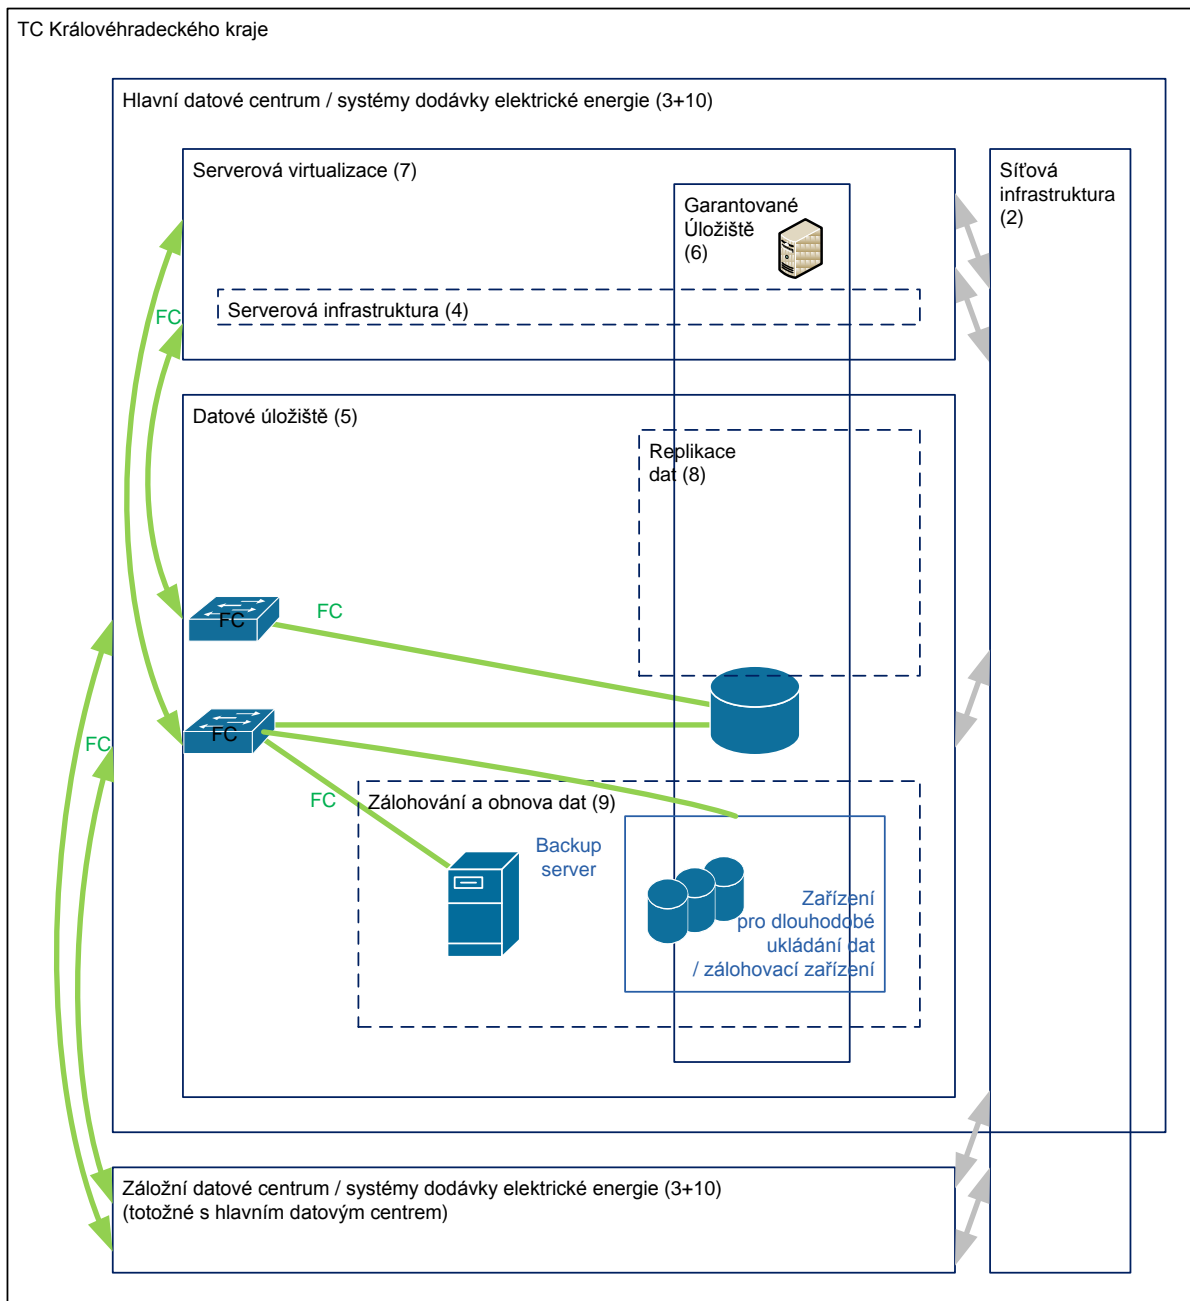 TC Královéhradeckého kraje
Hlavní datové centrum / systémy dodávky elektrické energie (3+10)
Serverová virtualizace (7)
Síťová
infrastruktura
(2)
Garantované
Úložiště
(6)
Serverová infrastruktura (4)
FC
Datové úložiště (5)
Replikace
dat (8)
FC
FC
FC
FC
FC
Zálohování a obnova dat (9)
Backup
server
Zařízení
pro dlouhodobé
ukládání dat
/ zálohovací zařízení
Záložní datové centrum / systémy dodávky elektrické energie (3+10)
(totožné s hlavním datovým centrem)